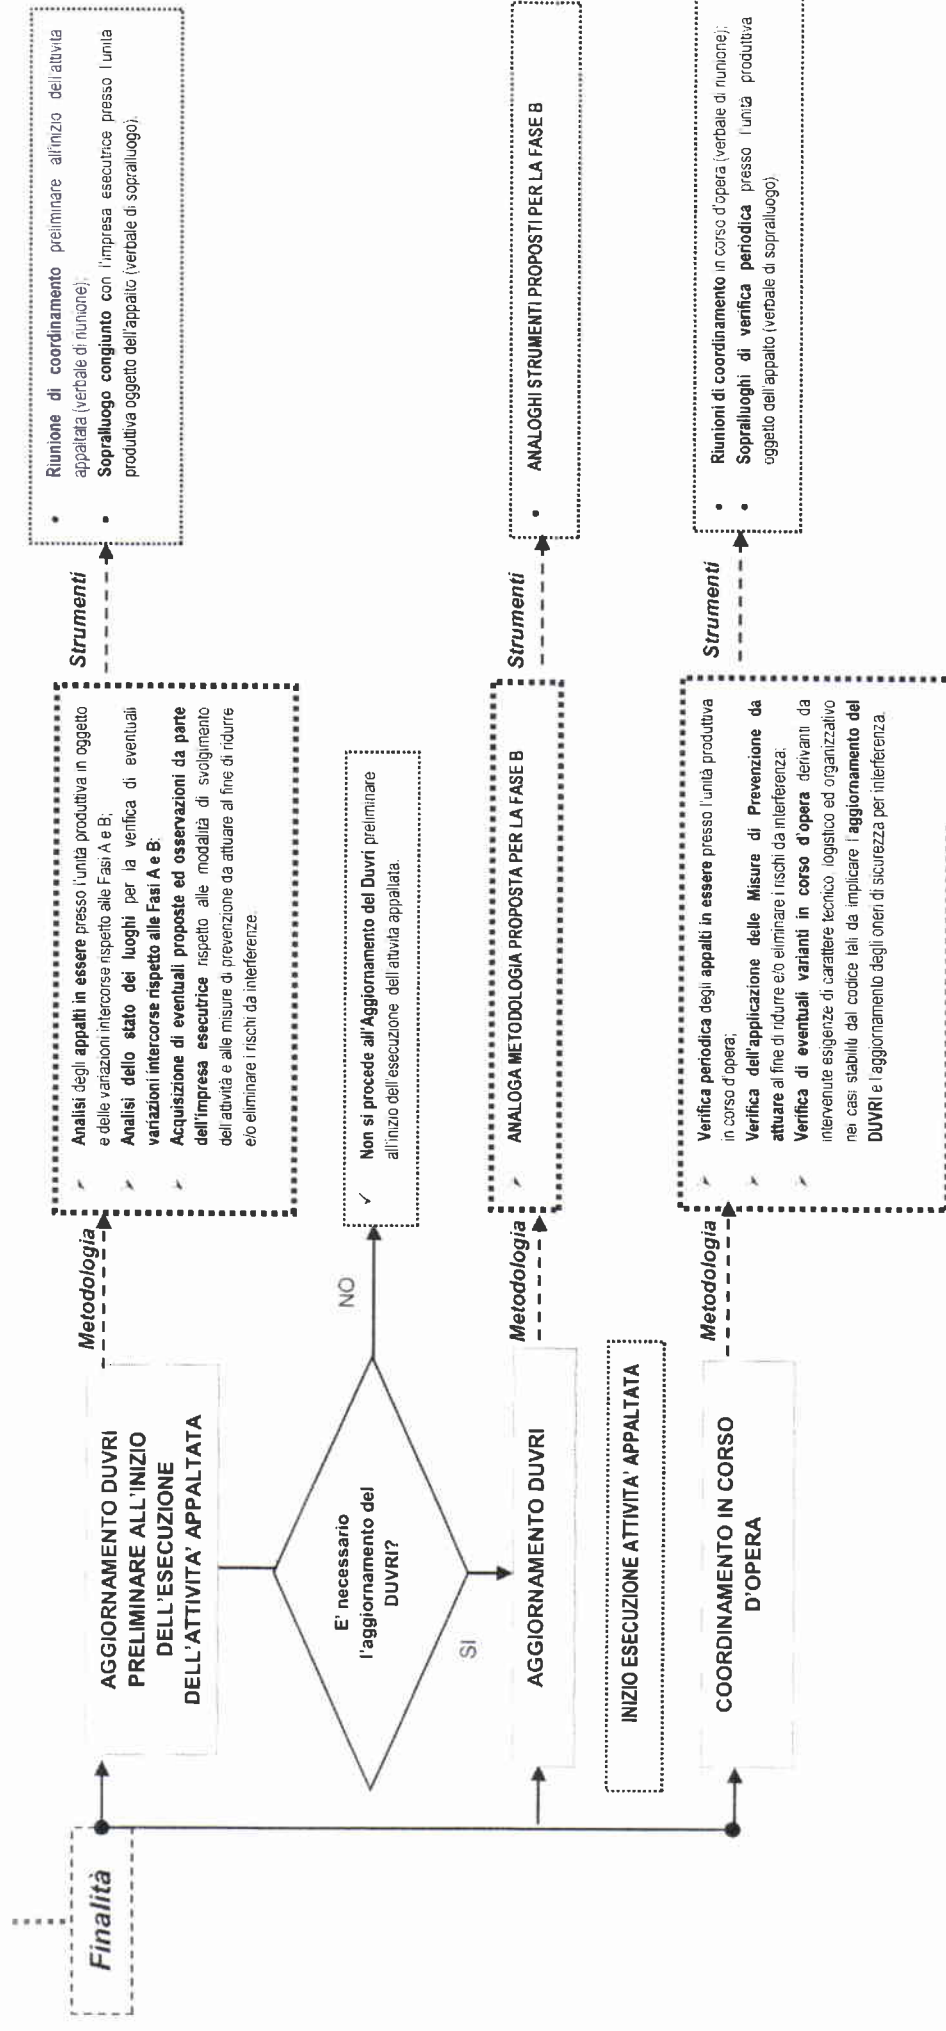 Finalità
AGGIORNAMENTO DUVRI
PRELIMINARE ALL'INIZIO
DELL'ESECUZIONE
DELL'ATTIVITA' APPALTATA
Metodologia
Analisi degli appalti in essere presso l'unità produttiva in oggetto
e delle variazioni intercorse rispetto alle Fasi A e B;
Analisi dello stato dei luoghi per la verifica di eventuali
variazioni intercorse rispetto alle Fasi A e B;
Acquisizione di eventuali proposte ed osservazioni da parte
dell'impresa esecutrice rispetto alle modalità di svolgimento
dell'attività e alle misure di prevenzione da attuare al fine di ridurre
e/o eliminare i rischi da interferenze.
Strumenti
• Riunione di coordinamento preliminare all'inizio dell'attività
appaltata (verbale di riunione);
• Sopralluogo congiunto con l'impresa esecutrice presso l'unità
produttiva oggetto dell'appalto (verbale di sopralluogo).
E' necessario
l'aggiornamento del
DUVRI?
NO
✓ Non si procede all'Aggiornamento del Duvri preliminare
all'inizio dell'esecuzione dell'attività appaltata.
SI
AGGIORNAMENTO DUVRI
Metodologia
ANALOGA METODOLOGIA PROPOSTA PER LA FASE B
Strumenti
• ANALOGHI STRUMENTI PROPOSTI PER LA FASE B
INIZIO ESECUZIONE ATTIVITA' APPALTATA
COORDINAMENTO IN CORSO
D'OPERA
Metodologia
Verifica periodica degli appalti in essere presso l'unità produttiva
in corso d'opera;
Verifica dell'applicazione delle Misure di Prevenzione da
attuare al fine di ridurre e/o eliminare i rischi da interferenza;
Verifica di eventuali varianti in corso d'opera derivanti da
intervenute esigenze di carattere tecnico, logistico ed organizzativo
nei casi stabiliti dal codice tali da implicare l'aggiornamento del
DUVRI e l'aggiornamento degli oneri di sicurezza per interferenza.
Strumenti
• Riunioni di coordinamento in corso d'opera (verbale di riunione);
• Sopralluoghi di verifica periodica presso l'unità produttiva
oggetto dell'appalto (verbale di sopralluogo)